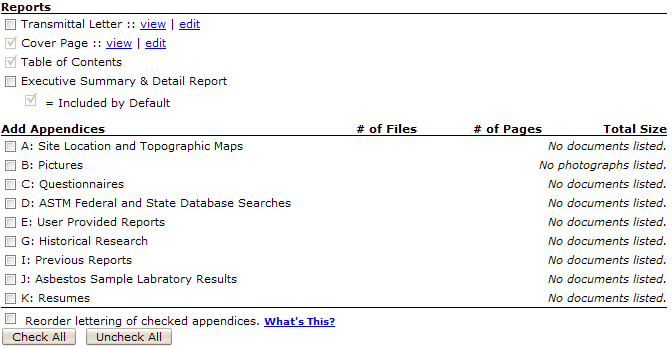 Reports
Transmittal Letter :: view | edit
Cover Page :: view | edit
Table of Contents
Executive Summary & Detail Report
= Included by Default
Add Appendices # of Files # of Pages Total Size
A: Site Location and Topographic Maps No documents listed.
B: Pictures No photographs listed.
C: Questionnaires No documents listed.
D: ASTM Federal and State Database Searches No documents listed.
E: User Provided Reports No documents listed.
G: Historical Research No documents listed.
I: Previous Reports No documents listed.
J: Asbestos Sample Labratory Results No documents listed.
K: Resumes No documents listed.
Reorder lettering of checked appendices. What's This?
Check All Uncheck All